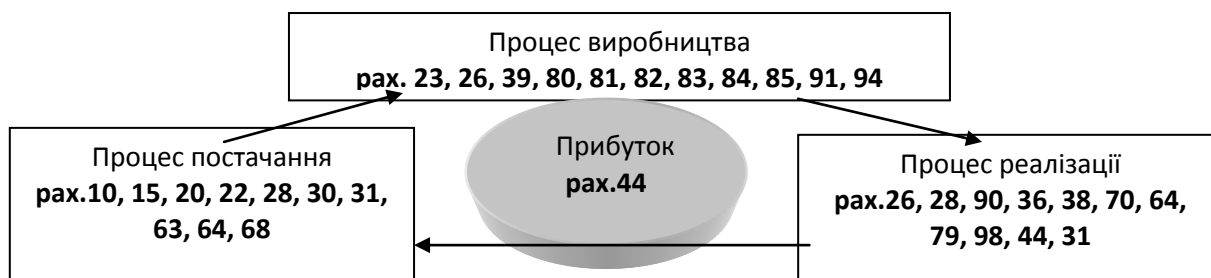 Процес виробництва
рах. 23, 26, 39, 80, 81, 82, 83, 84, 85, 91, 94
Процес постачання
рах.10, 15, 20, 22, 28, 30, 31,
63, 64, 68
Прибуток
рах.44
Процес реалізації
рах.26, 28, 90, 36, 38, 70, 64,
79, 98, 44, 31